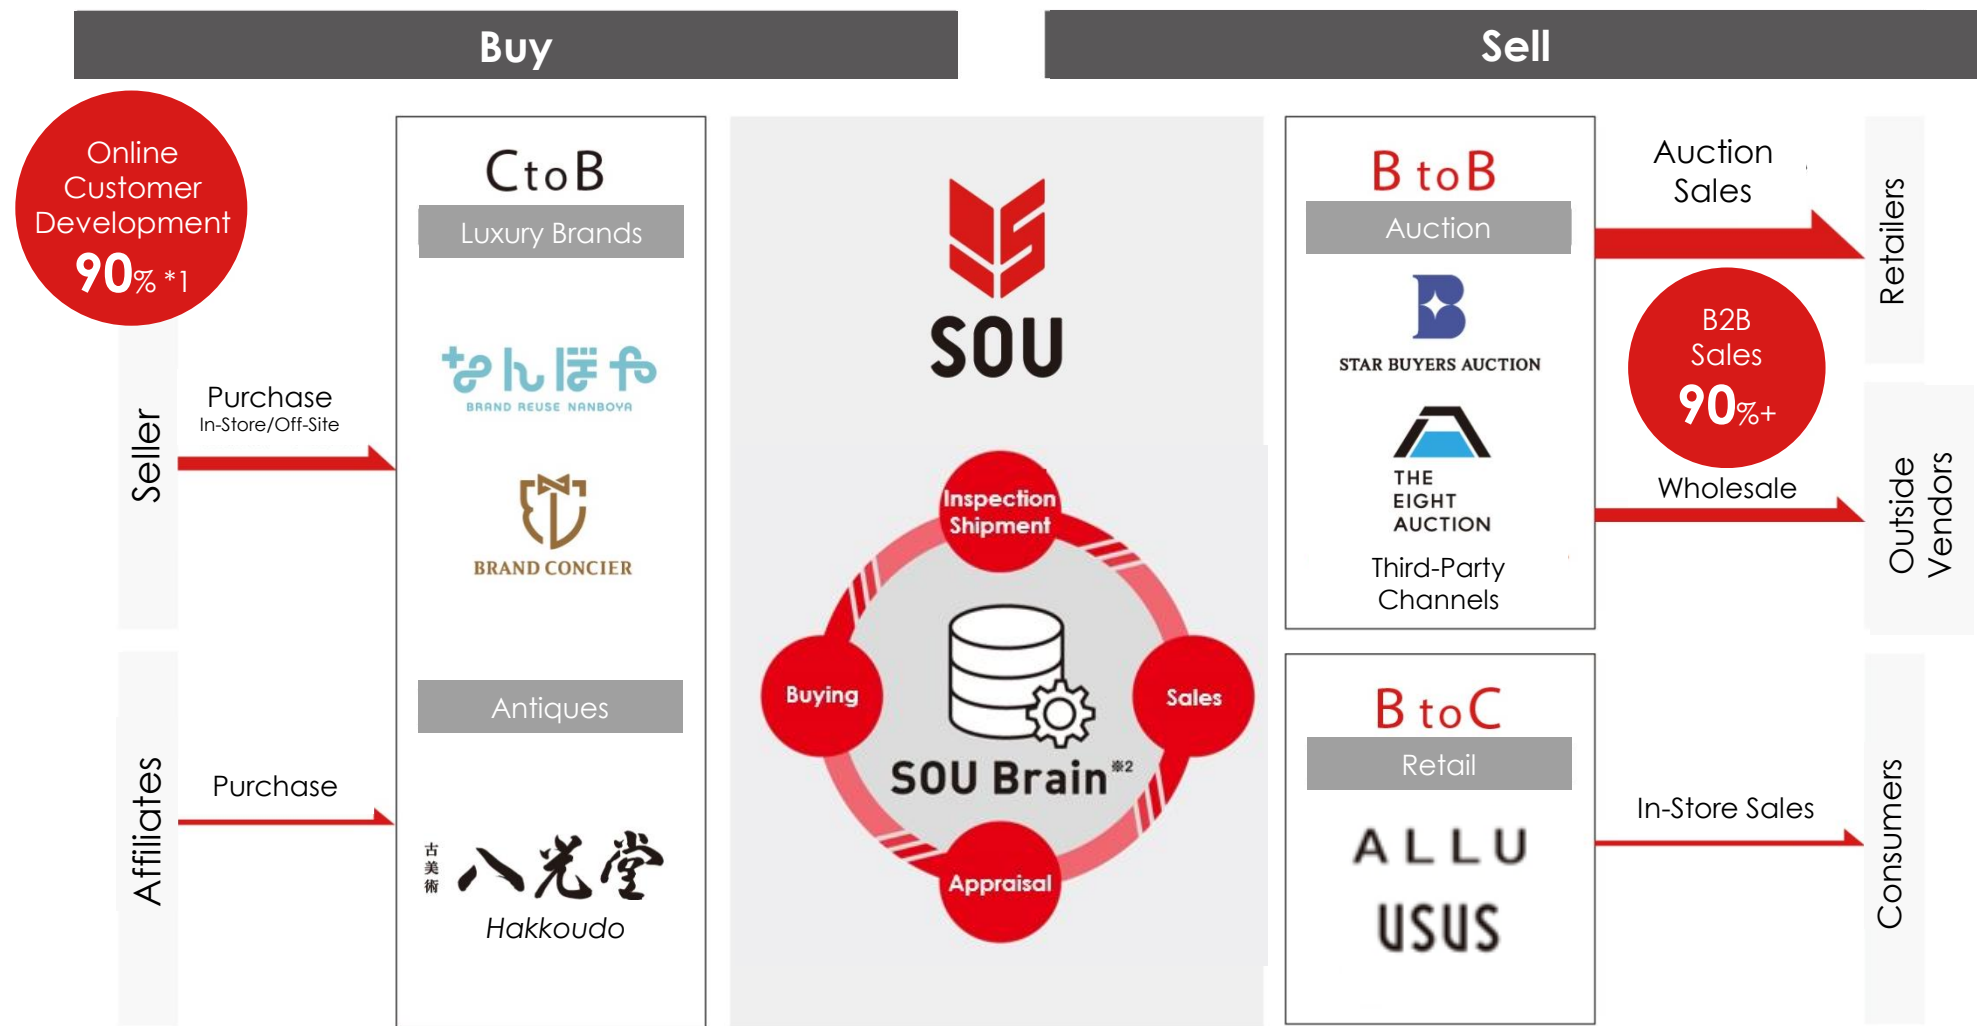 Buy
Sell
Online
Customer
Development
90% *1
Seller
Purchase
In-Store/Off-Site
Affiliates
Purchase
CtoB
Luxury Brands
なんぼや
BRAND REUSE NANBOYA
BRAND CONCIER
Antiques
古美術
八光堂
Hakkoudo
SOU
Inspection
Shipment
Buying
Sales
SOU Brain※2
Appraisal
B to B
Auction
B
STAR BUYERS AUCTION
THE
EIGHT
AUCTION
Third-Party
Channels
B to C
Retail
ALLU
USUS
Auction
Sales
B2B
Sales
90%+
Wholesale
In-Store Sales
Retailers
Outside
Vendors
Consumers